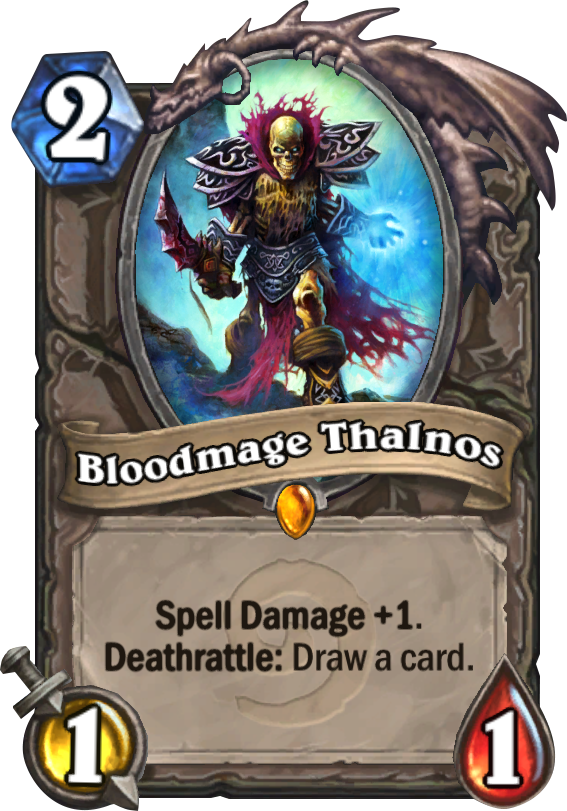 2
Bloodmage Thalnos
Spell Damage +1.
Deathrattle: Draw a card.
1
1